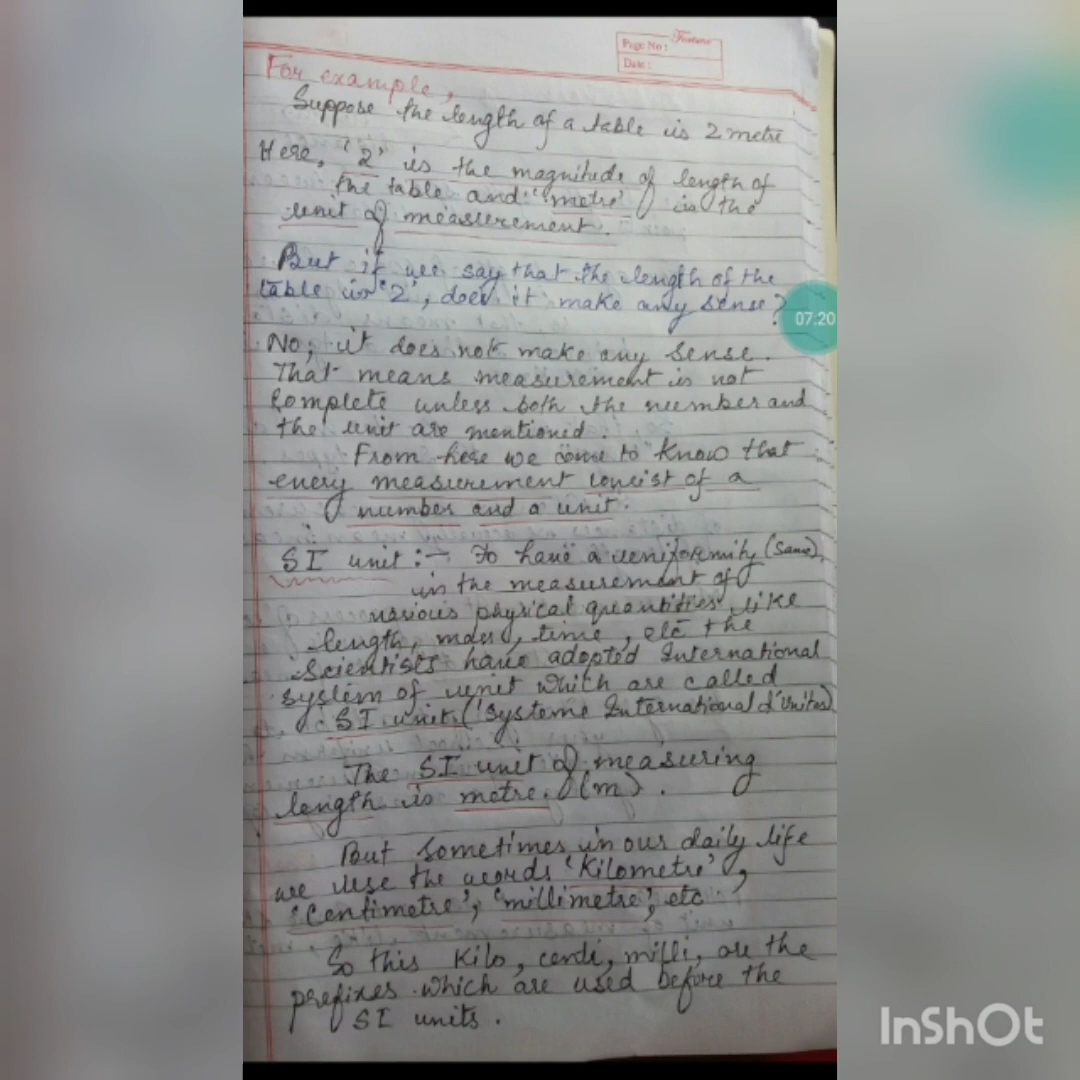 Feature
Page No :
Date :
For example,
Suppose the length of a table is 2 metre
Here, '2' is the magnitude of length of
the table and 'metre' is the
unit of measurement.
But if we say that the length of the
table is '2', does it make any sense?
07:20
No, it does not make any sense.
That means measurement is not
complete unless both the number and
the unit are mentioned.
From here we come to know that
every measurement consist of a
number and a unit.
SI unit :- To have a uniformity (same)
in the measurement of
various physical quantities, like
length, mass, time, etc the
Scientists have adopted International
system of unit which are called
SI unit. ('Systeme International d'Unites)
The SI unit of measuring
length is metre. (m).
But sometimes in our daily life
we use the words 'Kilometre',
'Centimetre', 'millimetre', etc
So this Kilo, centi, milli, are the
prefixes which are used before the
SI units.
InShOt